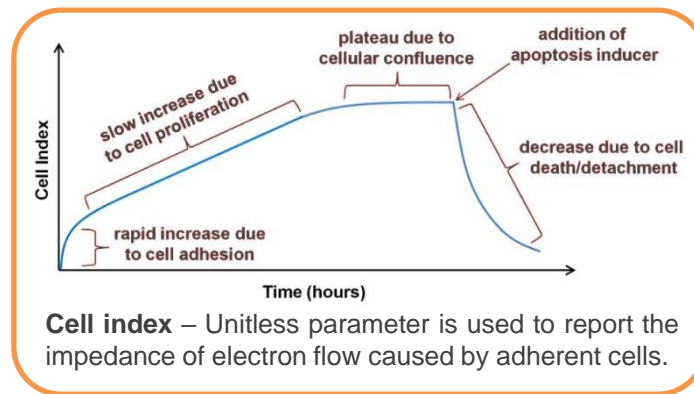 plateau due to
cellular confluence
addition of
apoptosis inducer
slow increase due
to cell proliferation
decrease due to cell
death/detachment
rapid increase due
to cell adhesion
Cell Index
Time (hours)
Cell index – Unitless parameter is used to report the
impedance of electron flow caused by adherent cells.